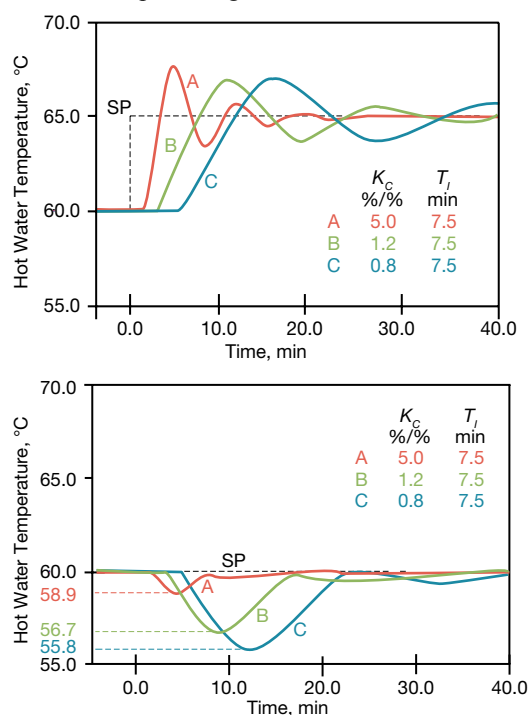 70.0
65.0
60.0
55.0
Hot Water Temperature, °C
SP
A
B
C
K_C T_I
%/% min
A 5.0 7.5
B 1.2 7.5
C 0.8 7.5
0.0 10.0 20.0 30.0 40.0
Time, min
70.0
65.0
60.0
58.9
56.7
55.8
55.0
Hot Water Temperature, °C
K_C T_I
%/% min
A 5.0 7.5
B 1.2 7.5
C 0.8 7.5
SP
A
B
C
0.0 10.0 20.0 30.0 40.0
Time, min